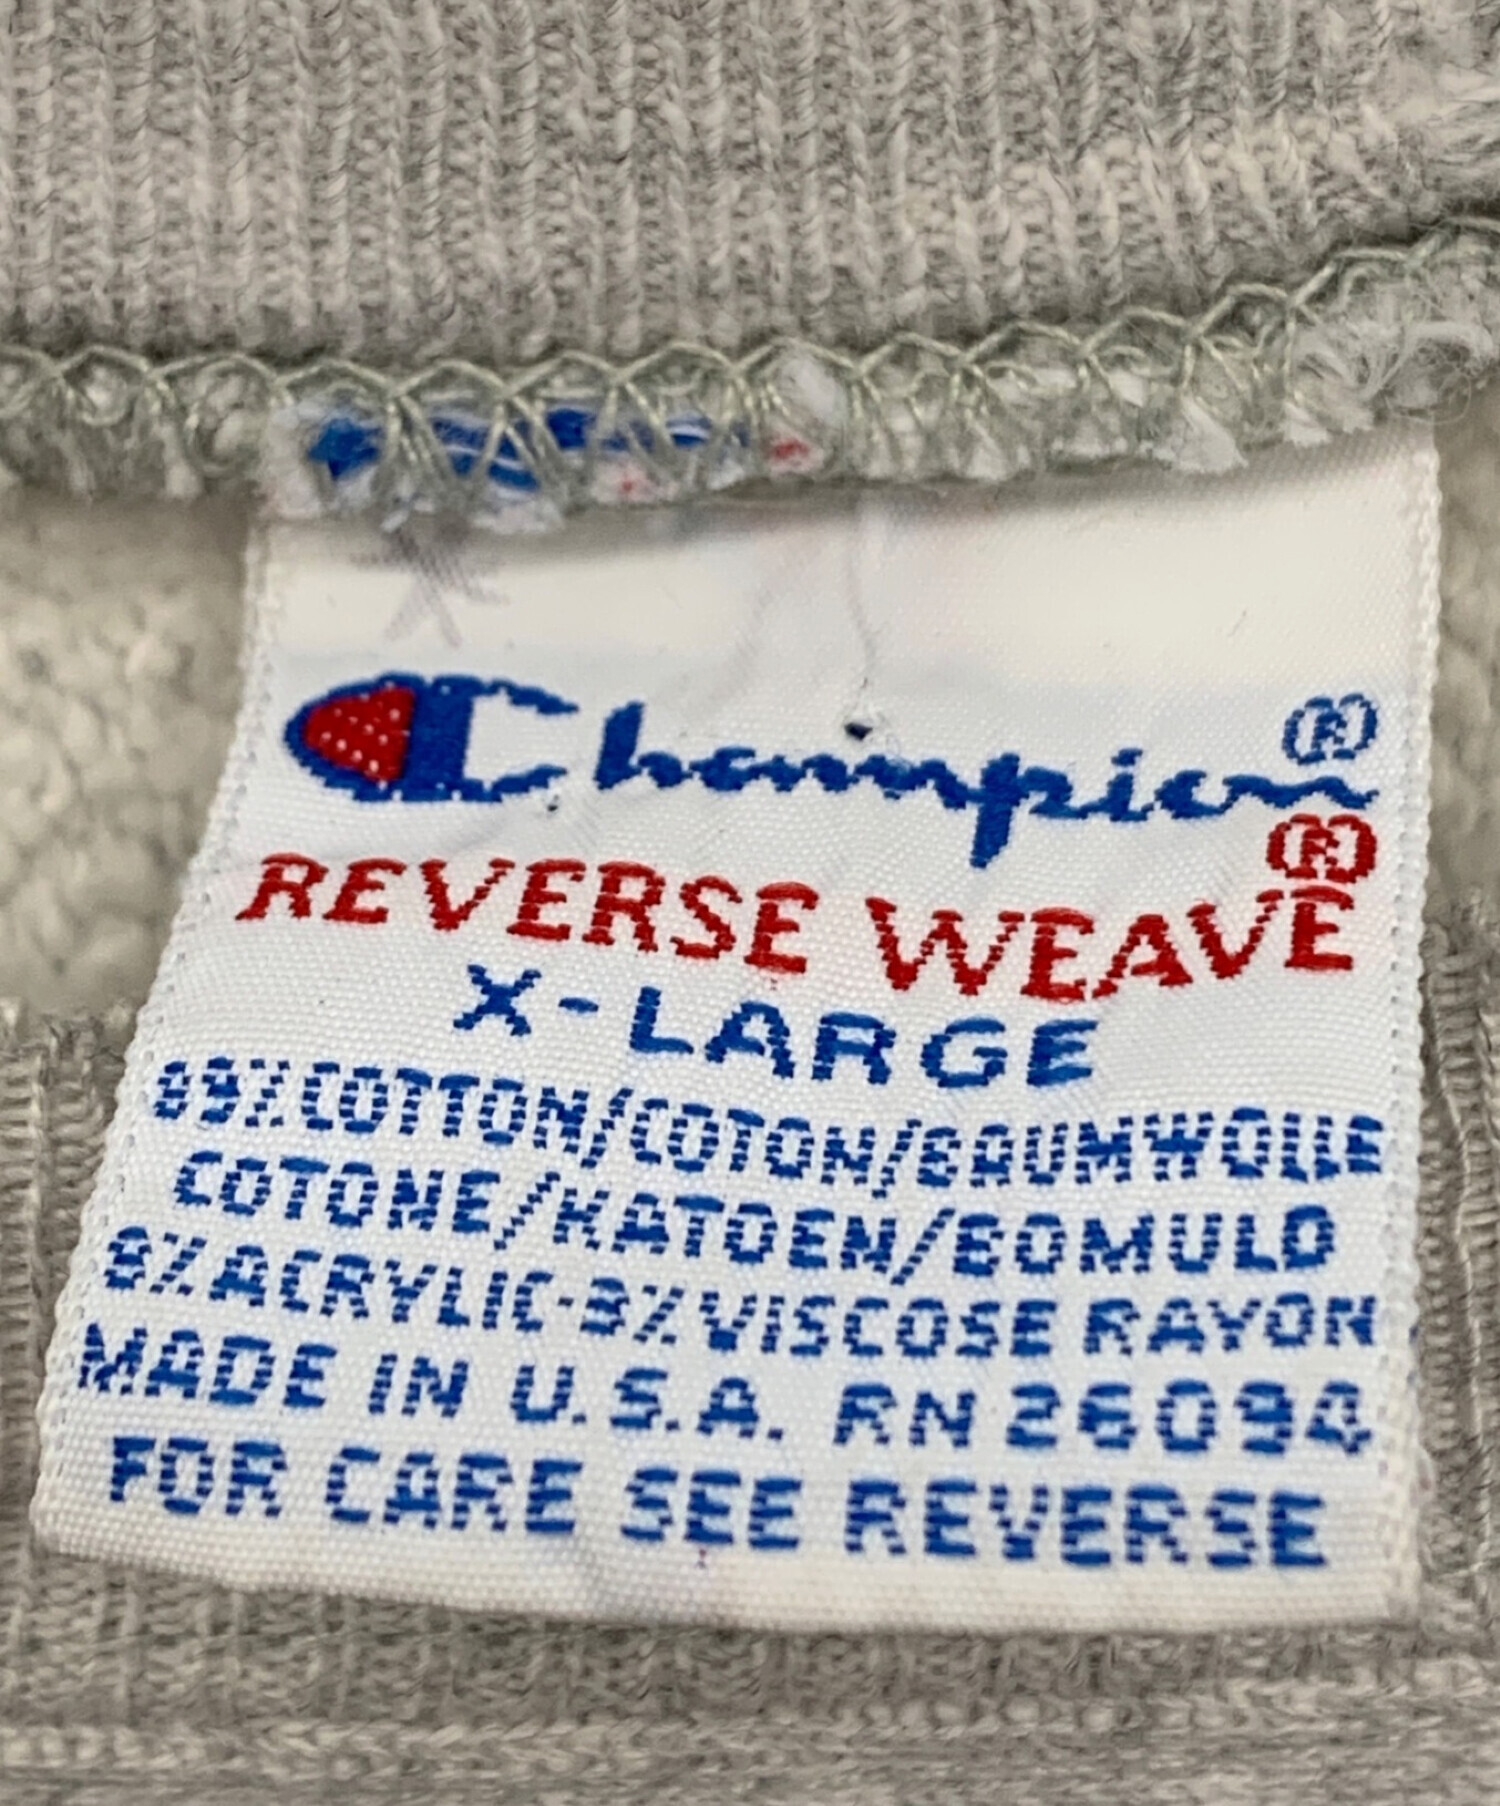 Champion®
REVERSE WEAVE®
X-LARGE
89%COTTON/COTON/BAUMWOLLE
COTONE/KATOEN/BOMULD
8%ACRYLIC-3%VISCOSE RAYON
MADE IN U.S.A. RN 26094
FOR CARE SEE REVERSE